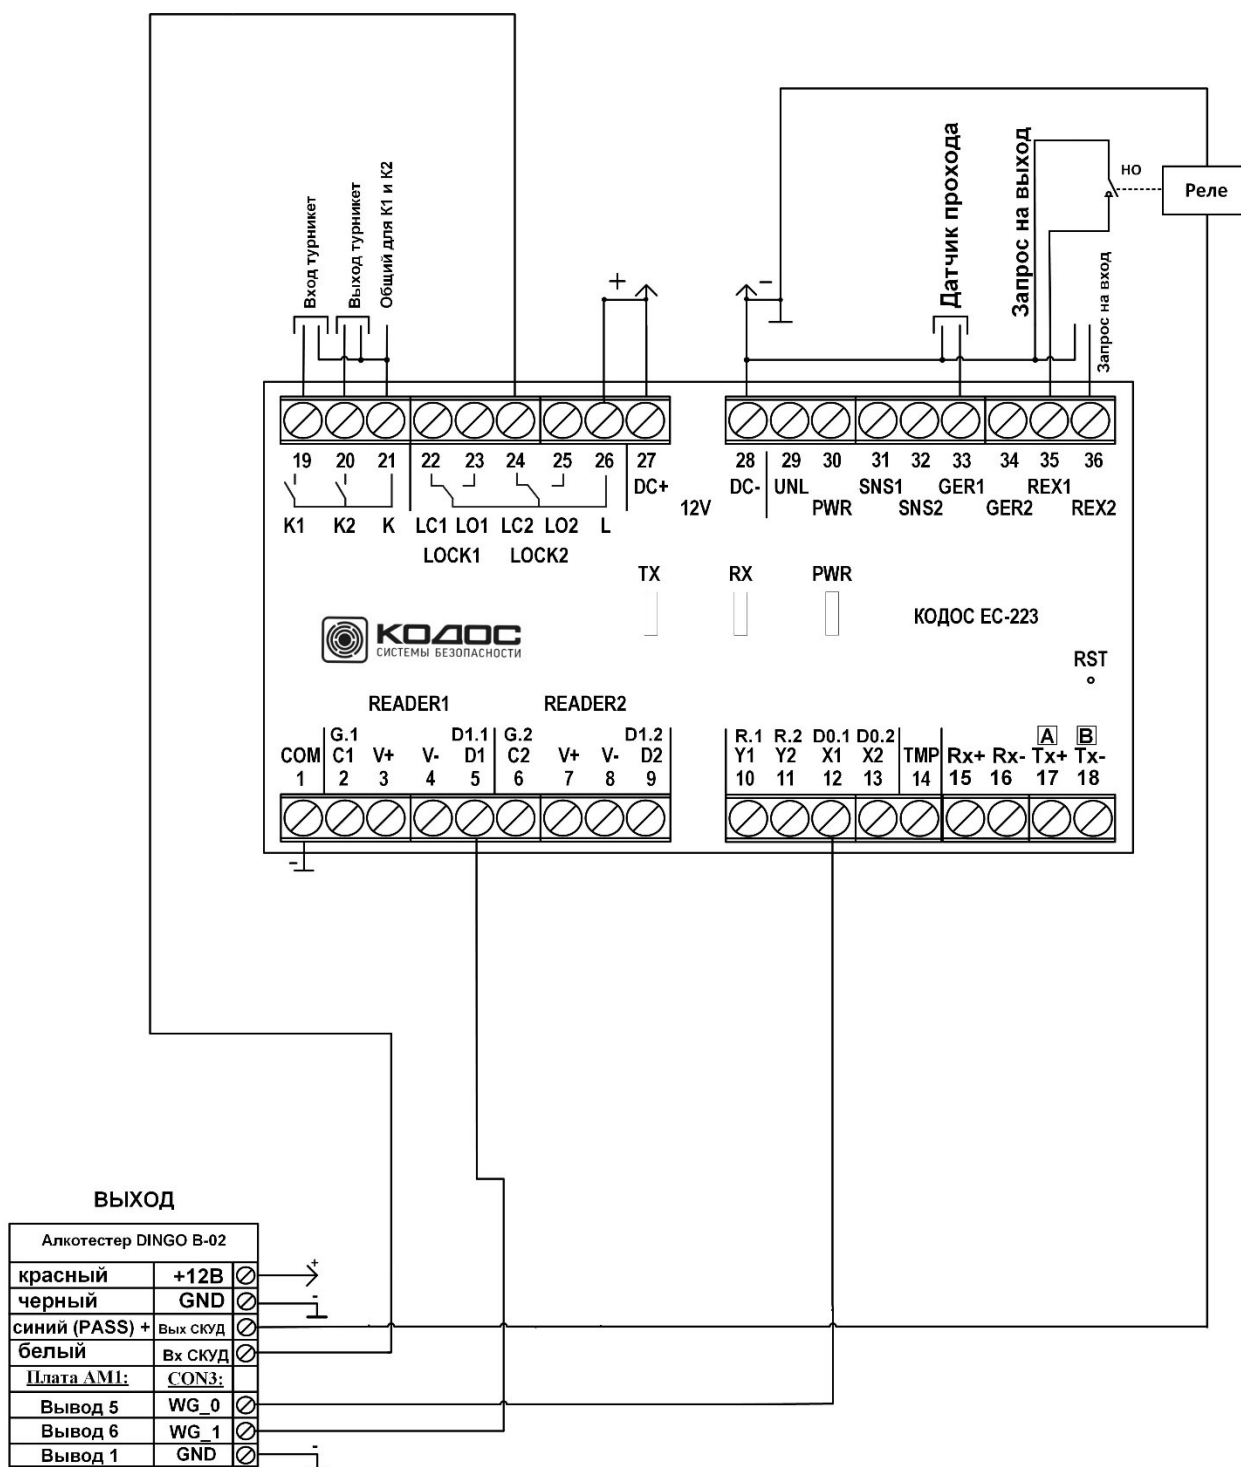 Вход турникет
Выход турникет
Общий для К1 и К2
+
-
Датчик прохода
Запрос на выход
НО
Реле
Запрос на вход
19 20 21 22 23 24 25 26 27 28 29 30 31 32 33 34 35 36
K1 K2 K LC1 LO1 LC2 LO2 L DC+ DC- UNL PWR SNS1 SNS2 GER1 GER2 REX1 REX2
LOCK1 LOCK2
12V
TX RX PWR
КОДОС
СИСТЕМЫ БЕЗОПАСНОСТИ
КОДОС ЕС-223
RST
READER1 READER2
G.1 D1.1 G.2 D1.2 R.1 R.2 D0.1 D0.2 A B
COM C1 V+ V- D1 C2 V+ V- D2 Y1 Y2 X1 X2 TMP Rx+ Rx- Tx+ Tx-
1 2 3 4 5 6 7 8 9 10 11 12 13 14 15 16 17 18
-
ВЫХОД
Алкотестер DINGO B-02
красный +12В +
черный GND -
синий (PASS) + Вых СКУД
белый Вх СКУД
Плата АМ1: CON3:
Вывод 5 WG_0
Вывод 6 WG_1
Вывод 1 GND -